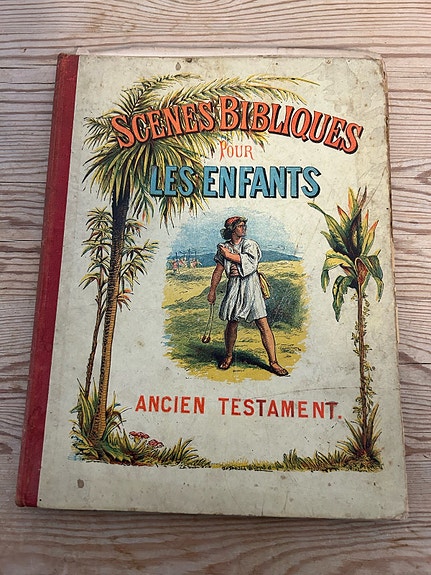 SCENES BIBLIQUES
POUR
LES ENFANTS
ANCIEN TESTAMENT.